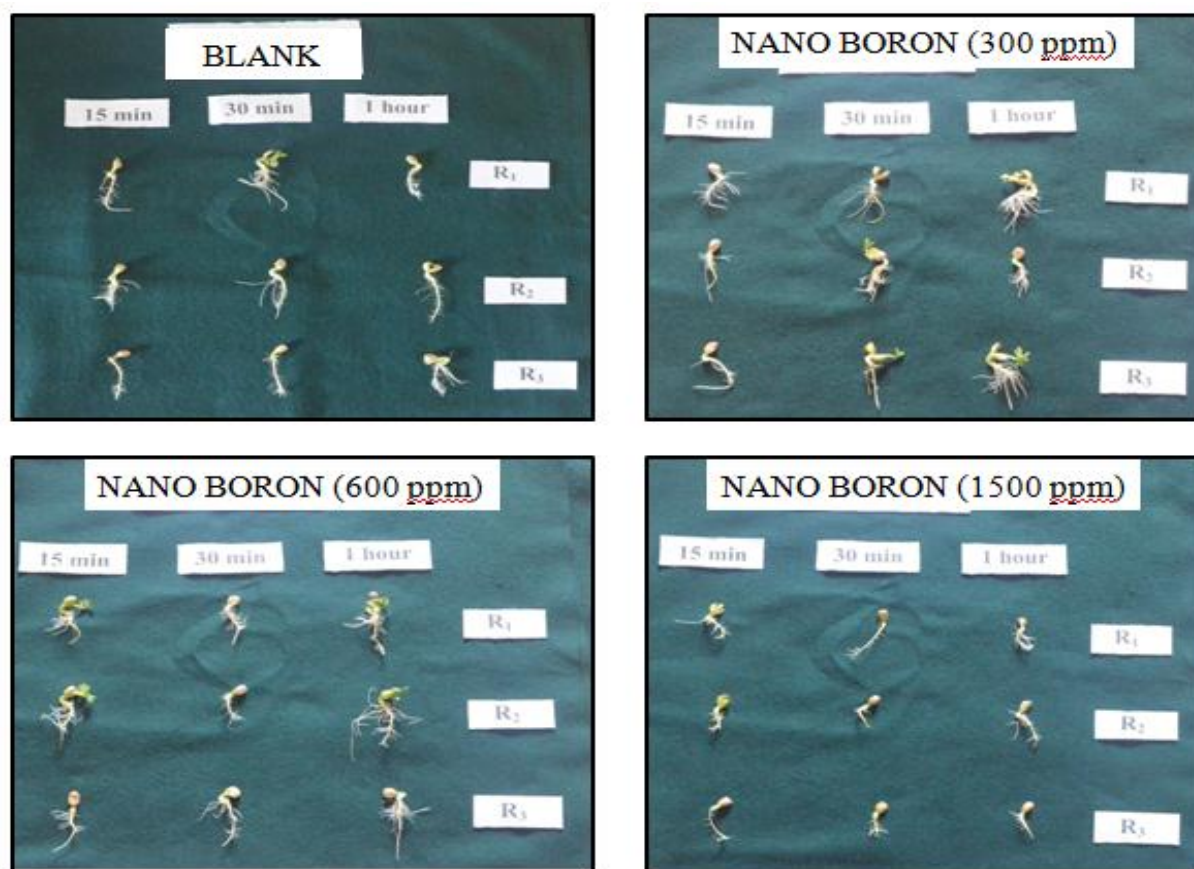 BLANK
15 min 30 min 1 hour
R₁
R₂
R₃
NANO BORON (300 ppm)
15 min 30 min 1 hour
R₁
R₂
R₃
NANO BORON (600 ppm)
15 min 30 min 1 hour
R₁
R₂
R₃
NANO BORON (1500 ppm)
15 min 30 min 1 hour
R₁
R₂
R₃